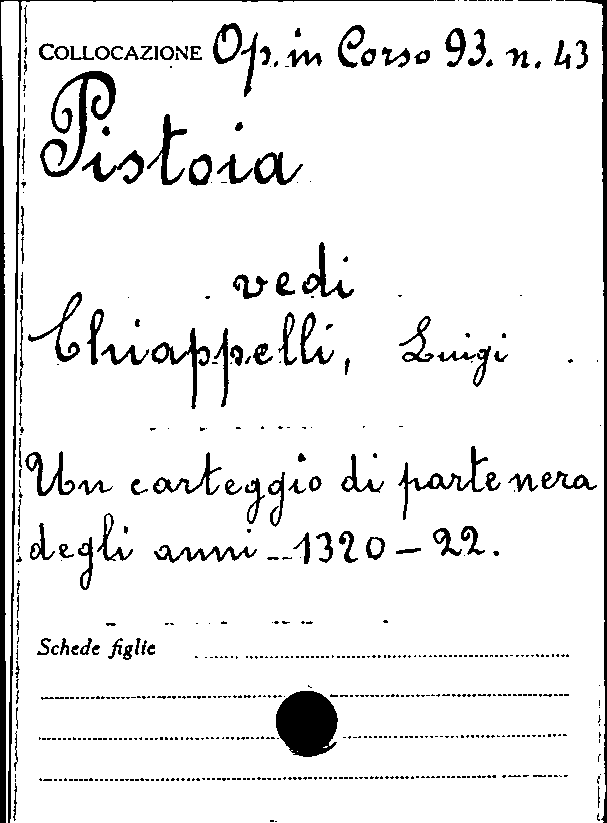 COLLOCAZIONE Op. in Corso 93. n. 43
Pistoia
vedi
Chiappelli, Luigi
Un carteggio di parte nera
degli anni 1320 - 22.
Schede figlie